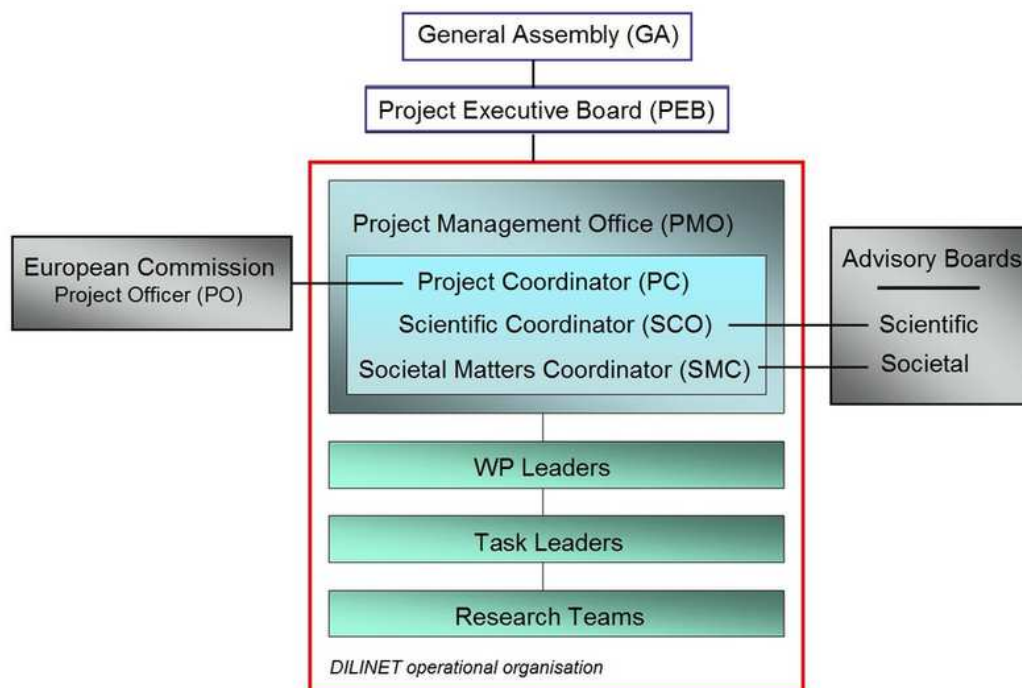 General Assembly (GA)
Project Executive Board (PEB)
Project Management Office (PMO)
European Commission
Project Officer (PO)
Project Coordinator (PC)
Scientific Coordinator (SCO)
Societal Matters Coordinator (SMC)
Advisory Boards
Scientific
Societal
WP Leaders
Task Leaders
Research Teams
DILINET operational organisation